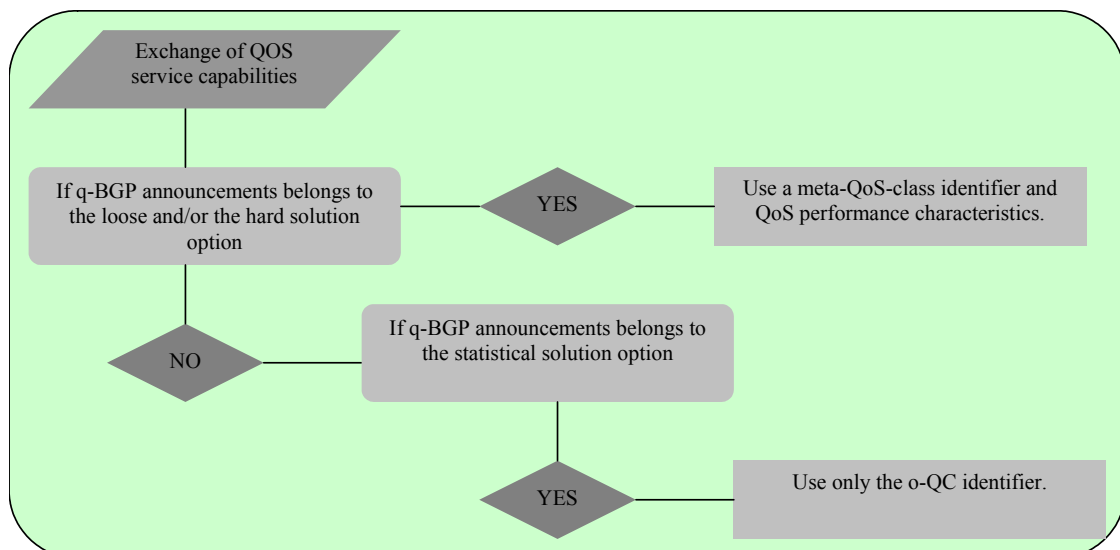 Exchange of QOS
service capabilities
If q-BGP announcements belongs to
the loose and/or the hard solution
option
YES
Use a meta-QoS-class identifier and
QoS performance characteristics.
NO
If q-BGP announcements belongs to
the statistical solution option
YES
Use only the o-QC identifier.